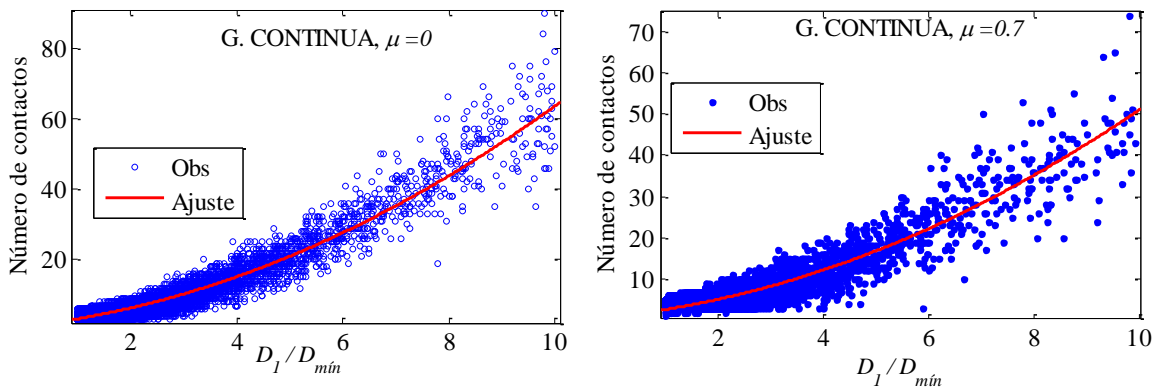 G. CONTINUA, μ=0
Número de contactos
80
60
40
20
Obs
Ajuste
2 4 6 8 10
D1 / Dmín
G. CONTINUA, μ=0.7
Número de contactos
70
60
50
40
30
20
10
Obs
Ajuste
2 4 6 8 10
D1 / Dmín